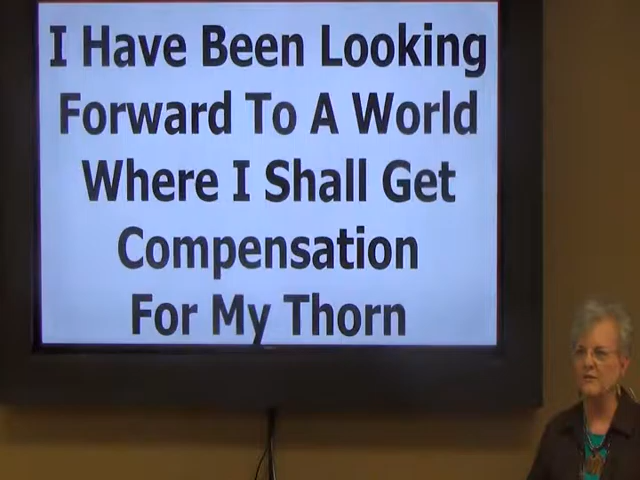 I Have Been Looking
Forward To A World
Where I Shall Get
Compensation
For My Thorn